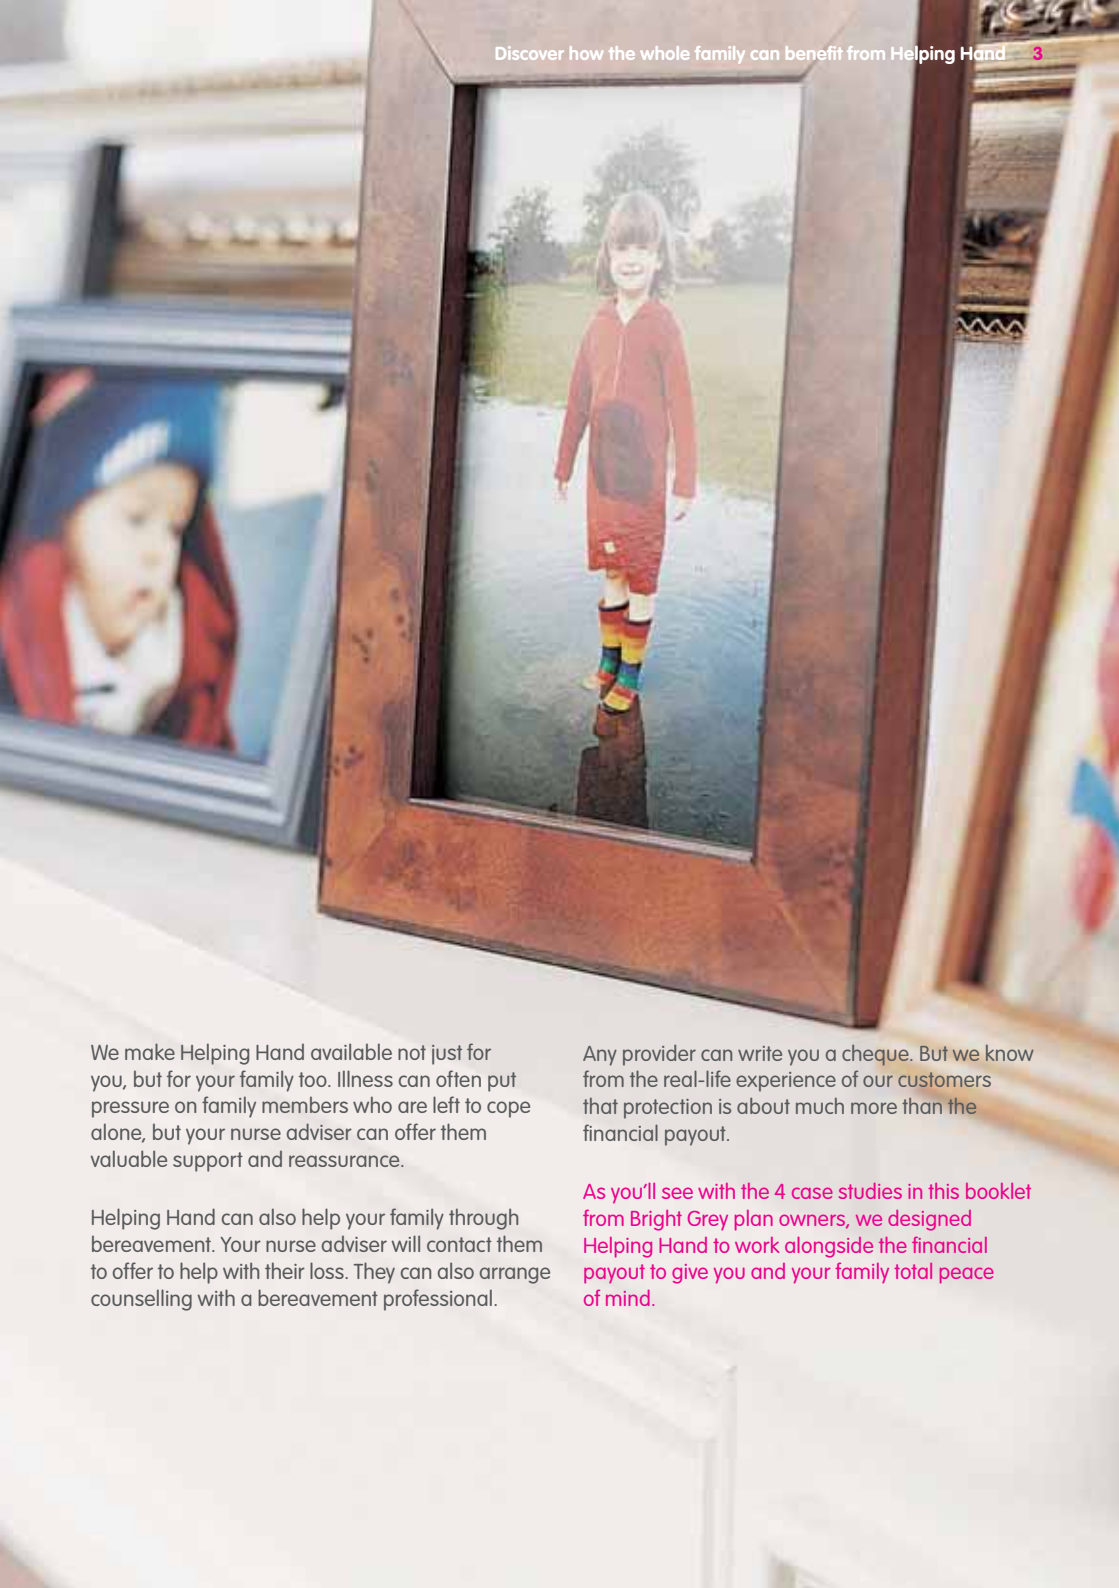 Discover how the whole family can benefit from Helping Hand 3
We make Helping Hand available not just for
you, but for your family too. Illness can often put
pressure on family members who are left to cope
alone, but your nurse adviser can offer them
valuable support and reassurance.
Helping Hand can also help your family through
bereavement. Your nurse adviser will contact them
to offer to help with their loss. They can also arrange
counselling with a bereavement professional.
Any provider can write you a cheque. But we know
from the real-life experience of our customers
that protection is about much more than the
financial payout.
As you’ll see with the 4 case studies in this booklet
from Bright Grey plan owners, we designed
Helping Hand to work alongside the financial
payout to give you and your family total peace
of mind.